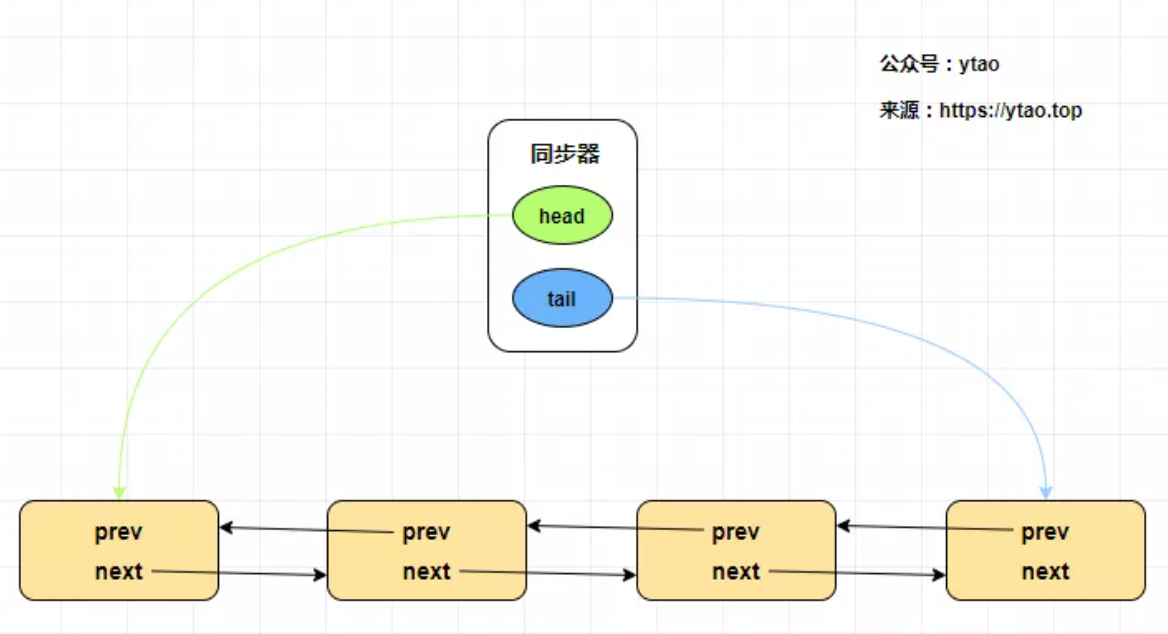 公众号：ytao
来源：https://ytao.top
同步器
head
tail
prev
next
prev
next
prev
next
prev
next